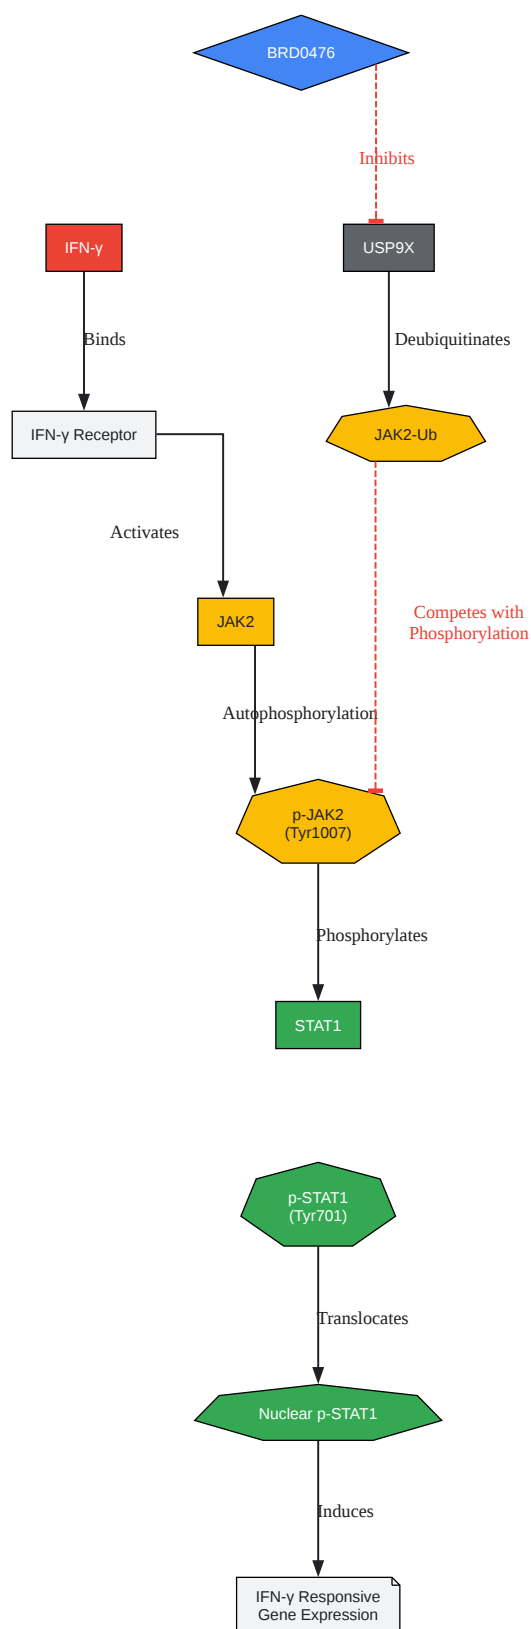 BRD0476
Inhibits
IFN-γ
USP9X
Binds
Deubiquitinates
IFN-γ Receptor
JAK2-Ub
Activates
JAK2
Competes with
Phosphorylation
Autophosphorylation
p-JAK2
(Tyr1007)
Phosphorylates
STAT1
p-STAT1
(Tyr701)
Translocates
Nuclear p-STAT1
Induces
IFN-γ Responsive
Gene Expression